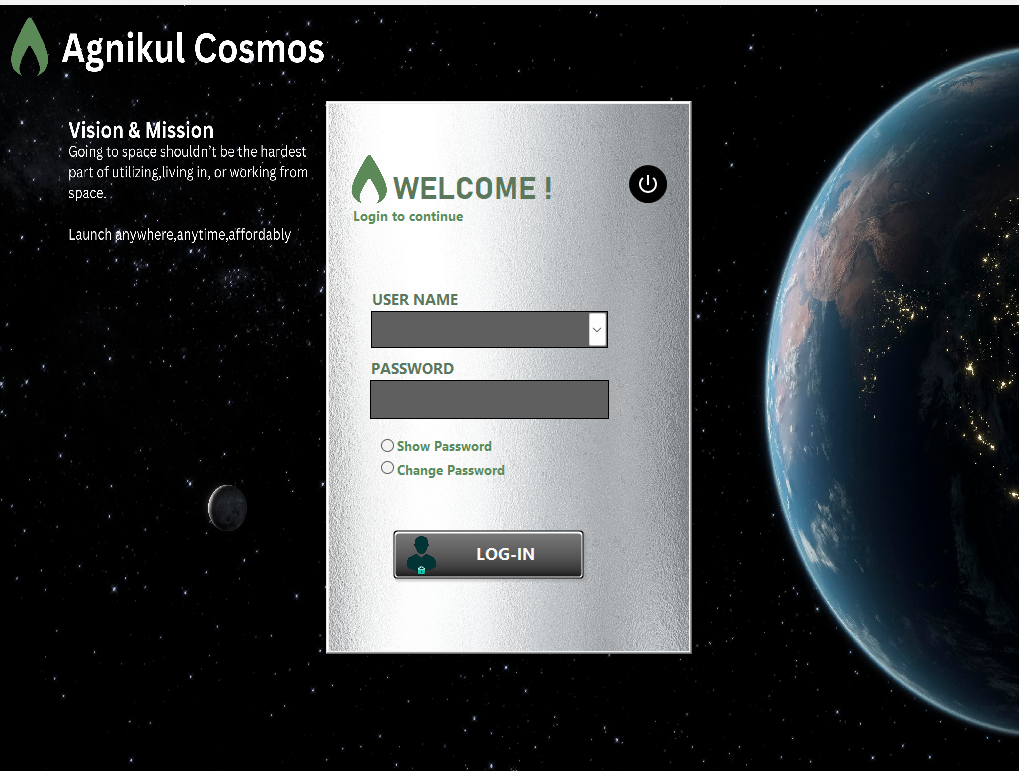 Agnikul Cosmos
Vision & Mission
Going to space shouldn't be the hardest
part of utilizing,living in, or working from
space.
Launch anywhere,anytime,affordably
WELCOME !
Login to continue
USER NAME
PASSWORD
Show Password
Change Password
LOG-IN